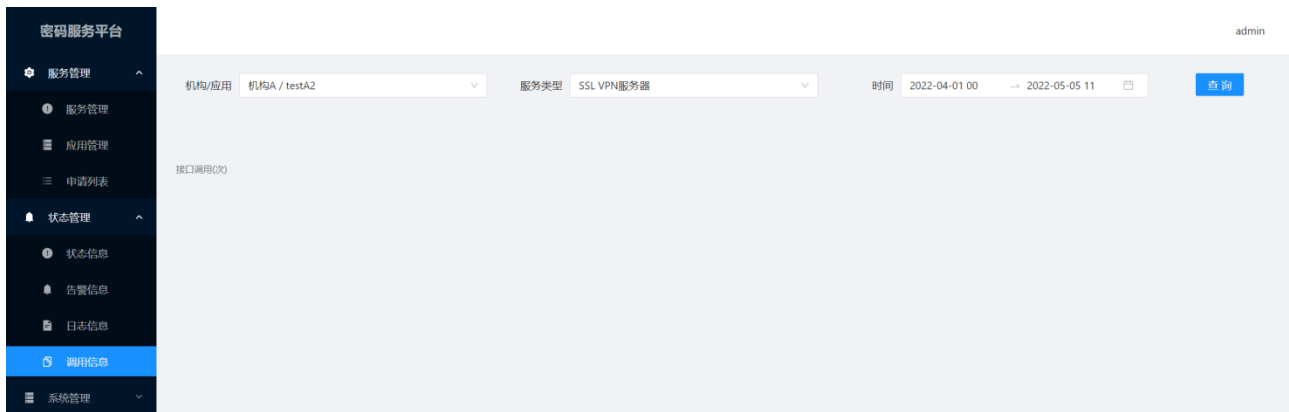 密码服务平台
admin
服务管理
服务管理
应用管理
申请列表
状态管理
状态信息
告警信息
日志信息
调用信息
系统管理
机构/应用 机构A / testA2 服务类型 SSL VPN服务器 时间 2022-04-01 00 → 2022-05-05 11 查询
接口调用(次)